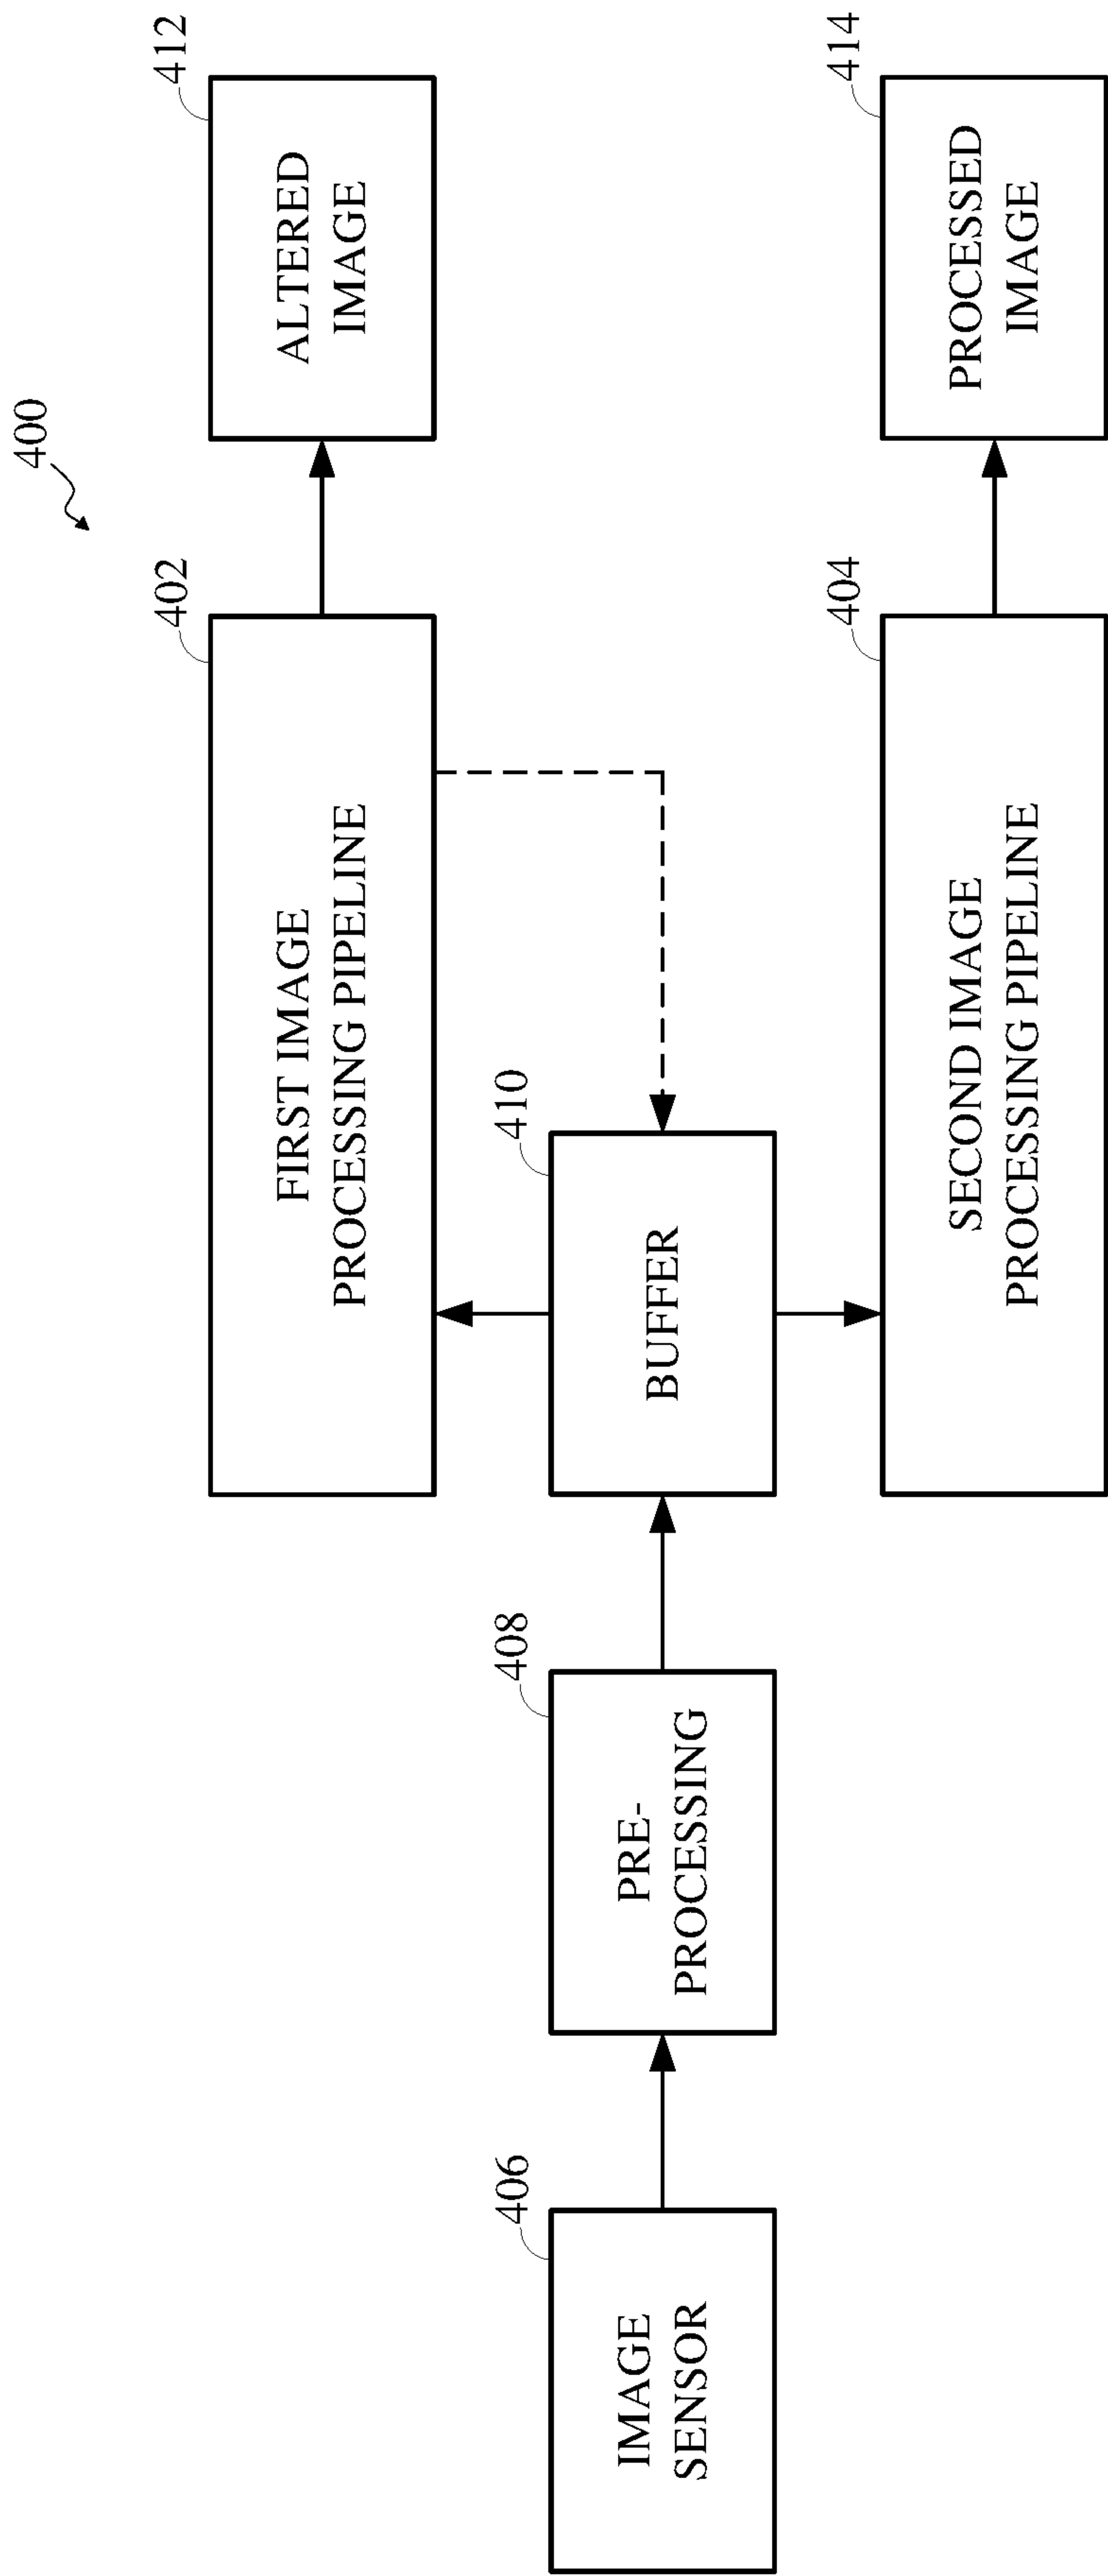 400
402
FIRST IMAGE
PROCESSING PIPELINE
412
ALTERED
IMAGE
406
IMAGE
SENSOR
408
PRE-
PROCESSING
410
BUFFER
404
SECOND IMAGE
PROCESSING PIPELINE
414
PROCESSED
IMAGE